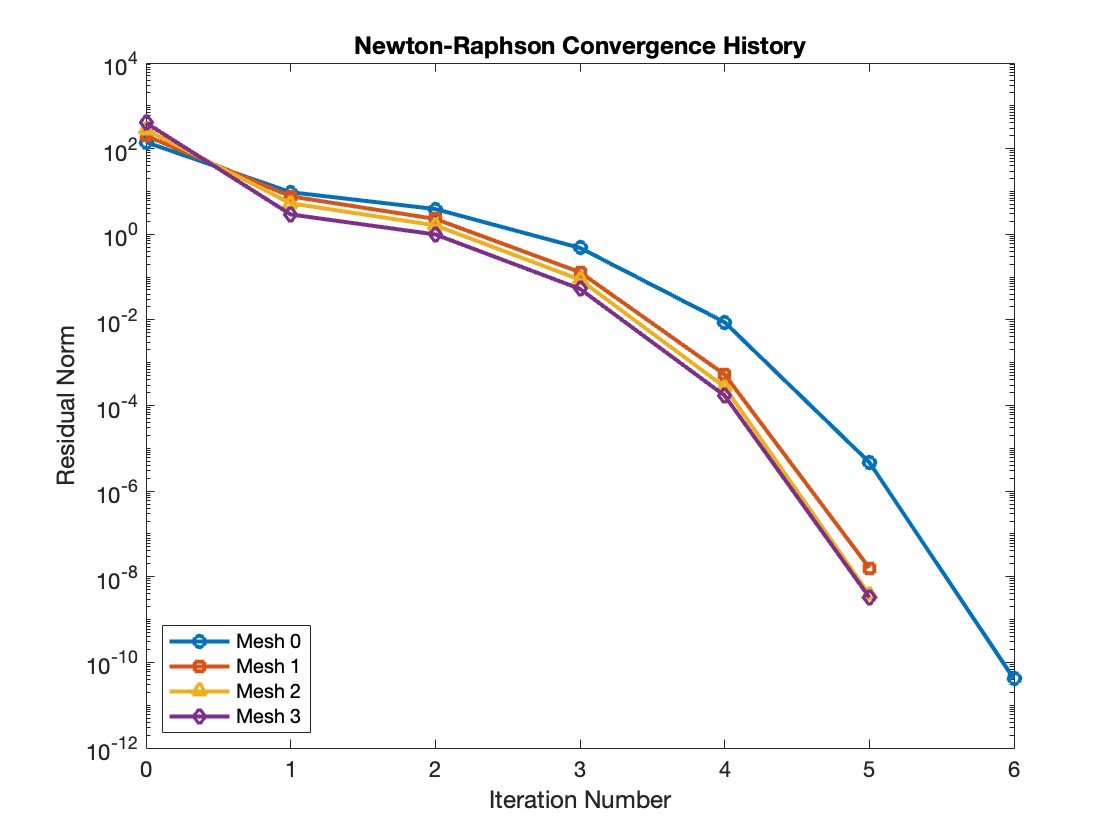 Newton-Raphson Convergence History
10^4
10^2
10^0
10^-2
10^-4
10^-6
10^-8
10^-10
10^-12
Residual Norm
Mesh 0
Mesh 1
Mesh 2
Mesh 3
0 1 2 3 4 5 6
Iteration Number